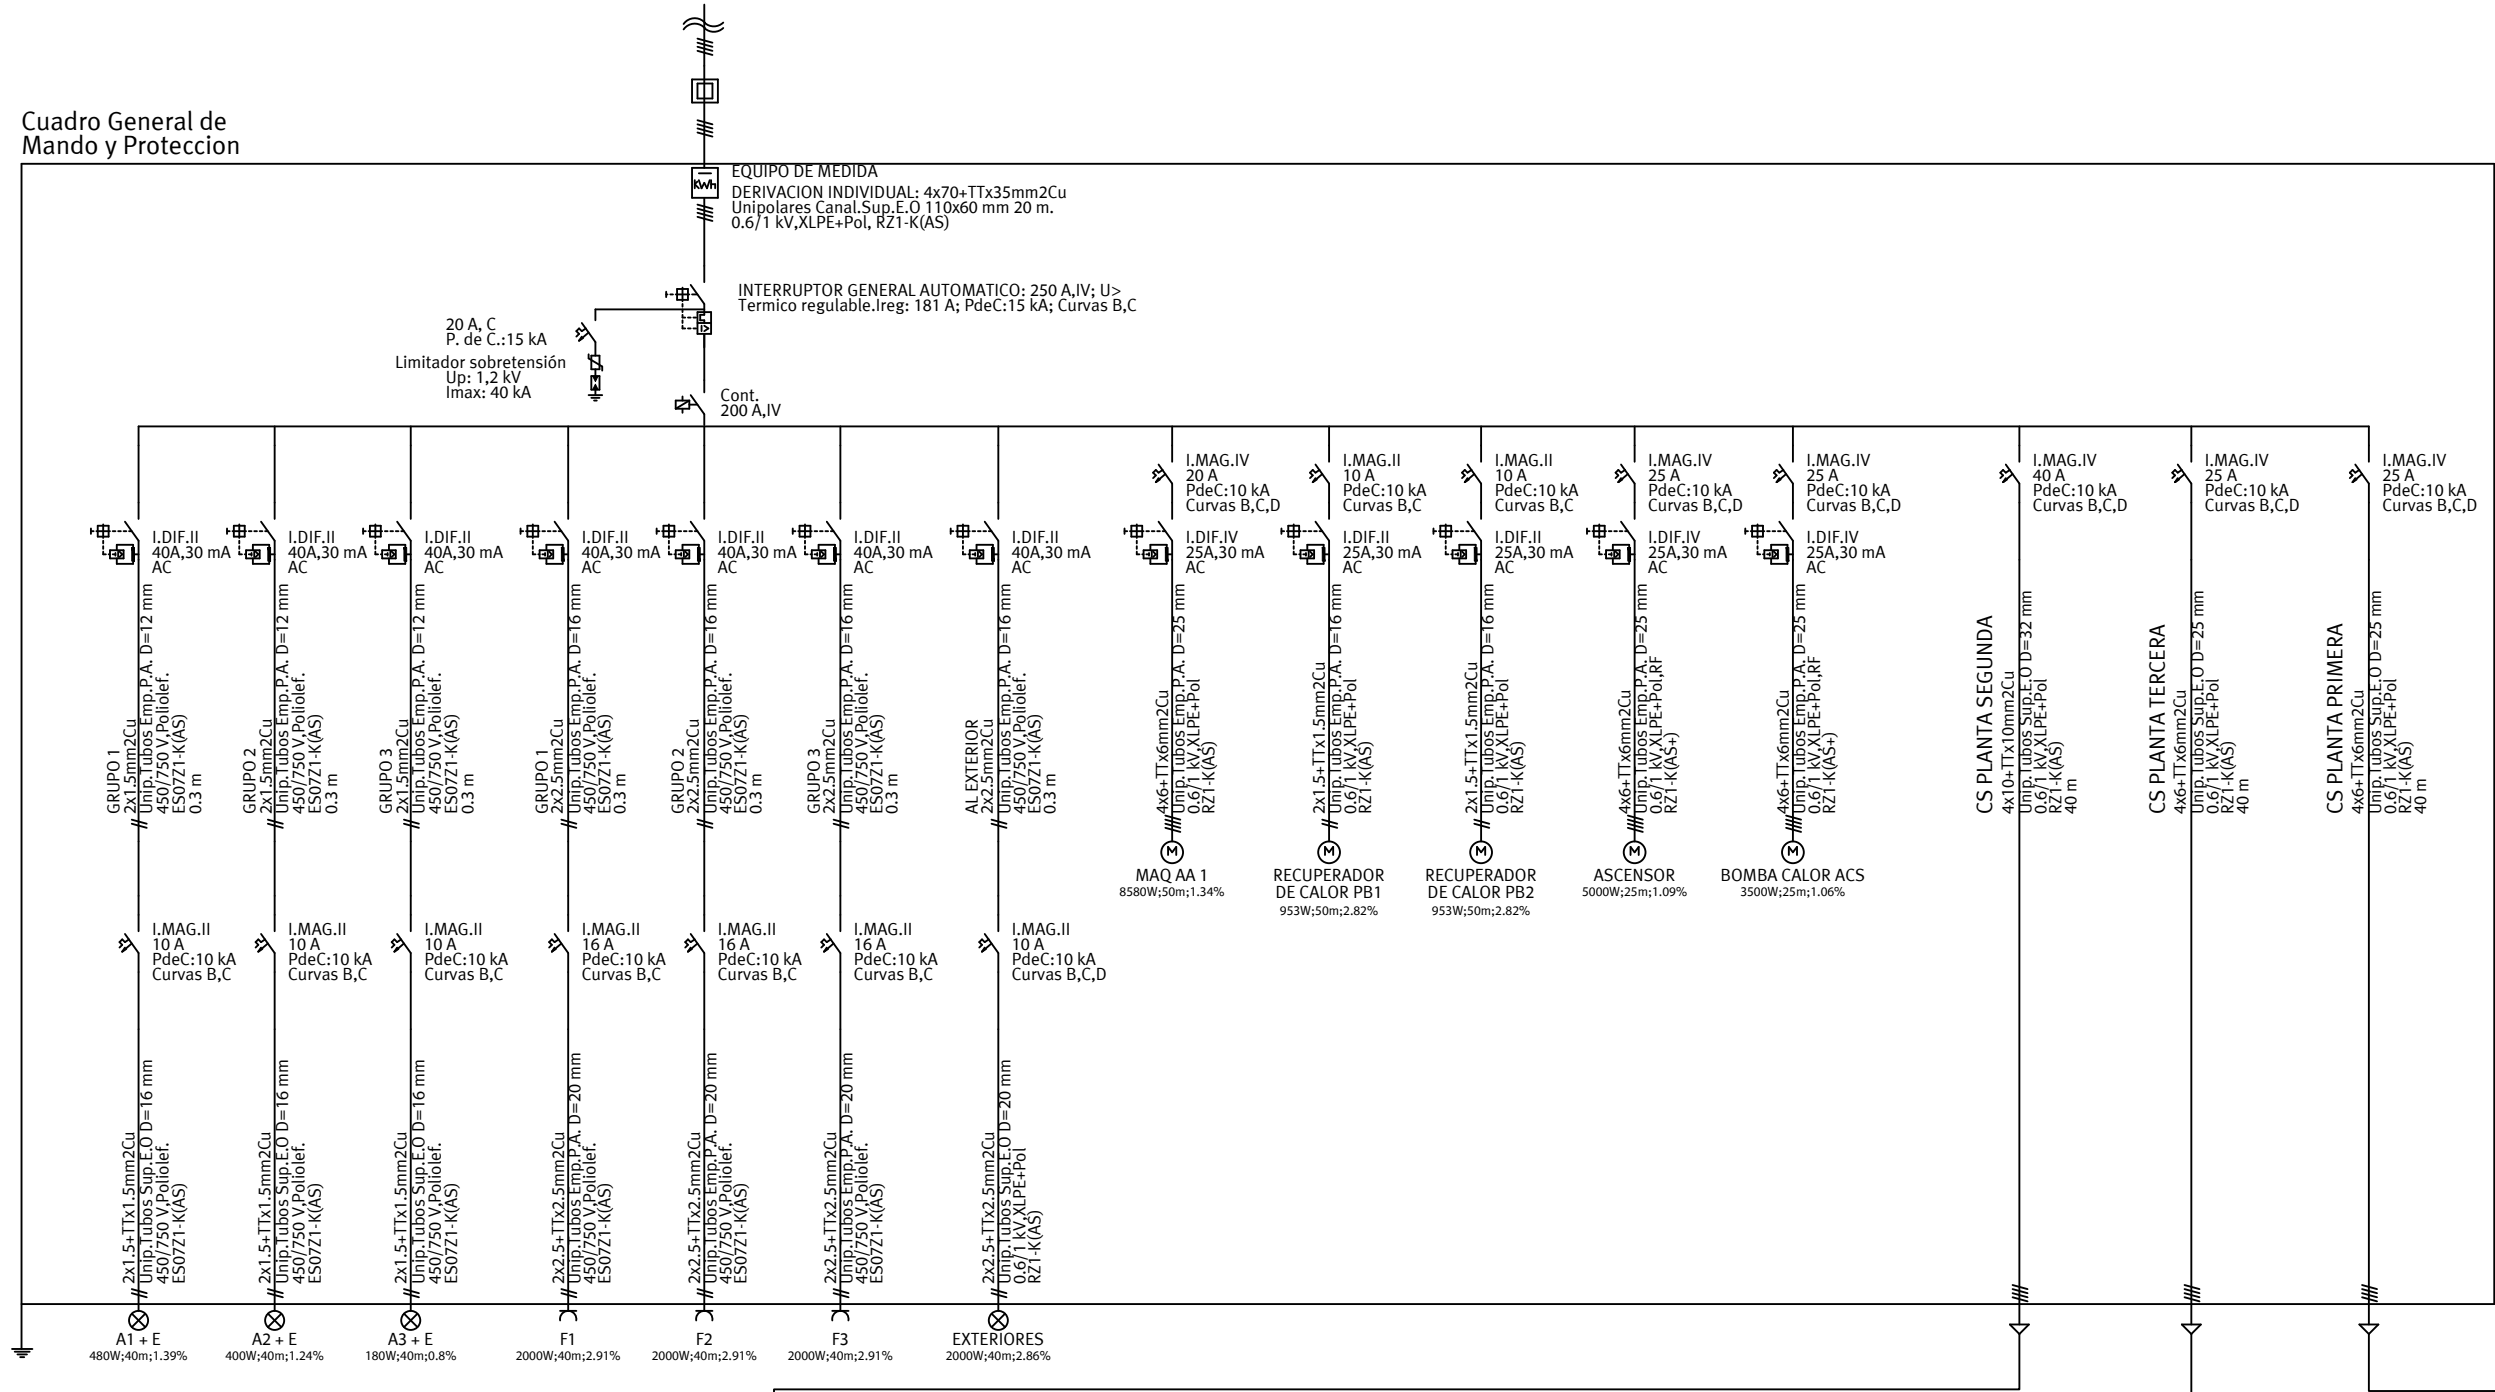 Cuadro General de
Mando y Proteccion
KWh
EQUIPO DE MEDIDA
DERIVACION INDIVIDUAL: 4x70+TTx35mm2Cu
Unipolares Canal.Sup.E.O 110x60 mm 20 m.
0.6/1 kV,XLPE+Pol, RZ1-K(AS)
INTERRUPTOR GENERAL AUTOMATICO: 250 A,IV; U>
Termico regulable.Ireg: 181 A; PdeC:15 kA; Curvas B,C
I>
20 A, C
P. de C.:15 kA
Limitador sobretensión
Up: 1,2 kV
Imax: 40 kA
Cont.
200 A,IV
I.DIF.II
40A,30 mA
AC
GRUPO 1
2x1.5mm2Cu
Unip.Tubos Emp.P.A. D=12 mm
450/750 V,Poliolef.
ES07Z1-K(AS)
0.3 m
I.MAG.II
10 A
PdeC:10 kA
Curvas B,C
2x1.5+TTx1.5mm2Cu
Unip.Tubos Sup.E.O D=16 mm
450/750 V,Poliolef.
ES07Z1-K(AS)
A1 + E
480W;40m;1.39%
I.DIF.II
40A,30 mA
AC
GRUPO 2
2x1.5mm2Cu
Unip.Tubos Emp.P.A. D=12 mm
450/750 V,Poliolef.
ES07Z1-K(AS)
0.3 m
I.MAG.II
10 A
PdeC:10 kA
Curvas B,C
2x1.5+TTx1.5mm2Cu
Unip.Tubos Sup.E.O D=16 mm
450/750 V,Poliolef.
ES07Z1-K(AS)
A2 + E
400W;40m;1.24%
I.DIF.II
40A,30 mA
AC
GRUPO 3
2x1.5mm2Cu
Unip.Tubos Emp.P.A. D=12 mm
450/750 V,Poliolef.
ES07Z1-K(AS)
0.3 m
I.MAG.II
10 A
PdeC:10 kA
Curvas B,C
2x1.5+TTx1.5mm2Cu
Unip.Tubos Sup.E.O D=16 mm
450/750 V,Poliolef.
ES07Z1-K(AS)
A3 + E
180W;40m;0.8%
I.DIF.II
40A,30 mA
AC
GRUPO 1
2x2.5mm2Cu
Unip.Tubos Emp.P.A. D=16 mm
450/750 V,Poliolef.
ES07Z1-K(AS)
0.3 m
I.MAG.II
16 A
PdeC:10 kA
Curvas B,C
2x2.5+TTx2.5mm2Cu
Unip.Tubos Emp.P.A. D=20 mm
450/750 V,Poliolef.
ES07Z1-K(AS)
F1
2000W;40m;2.91%
I.DIF.II
40A,30 mA
AC
GRUPO 2
2x2.5mm2Cu
Unip.Tubos Emp.P.A. D=16 mm
450/750 V,Poliolef.
ES07Z1-K(AS)
0.3 m
I.MAG.II
16 A
PdeC:10 kA
Curvas B,C
2x2.5+TTx2.5mm2Cu
Unip.Tubos Emp.P.A. D=20 mm
450/750 V,Poliolef.
ES07Z1-K(AS)
F2
2000W;40m;2.91%
I.DIF.II
40A,30 mA
AC
GRUPO 3
2x2.5mm2Cu
Unip.Tubos Emp.P.A. D=16 mm
450/750 V,Poliolef.
ES07Z1-K(AS)
0.3 m
I.MAG.II
16 A
PdeC:10 kA
Curvas B,C
2x2.5+TTx2.5mm2Cu
Unip.Tubos Emp.P.A. D=20 mm
450/750 V,Poliolef.
ES07Z1-K(AS)
F3
2000W;40m;2.91%
I.DIF.II
40A,30 mA
AC
AL EXTERIOR
2x2.5mm2Cu
Unip.Tubos Emp.P.A. D=16 mm
450/750 V,Poliolef.
ES07Z1-K(AS)
0.3 m
I.MAG.II
10 A
PdeC:10 kA
Curvas B,C,D
2x2.5+TTx2.5mm2Cu
Unip.Tubos Sup.E.O D=20 mm
0.6/1 kV,XLPE+Pol
RZ1-K(AS)
EXTERIORES
2000W;40m;2.86%
I.MAG.IV
20 A
PdeC:10 kA
Curvas B,C,D
I.DIF.IV
25A,30 mA
AC
4x6+TTx6mm2Cu
Unip.Tubos Emp.P.A. D=25 mm
0.6/1 kV,XLPE+Pol
RZ1-K(AS)
M
MAQ AA 1
8580W;50m;1.34%
I.MAG.II
10 A
PdeC:10 kA
Curvas B,C
I.DIF.II
25A,30 mA
AC
2x1.5+TTx1.5mm2Cu
Unip.Tubos Emp.P.A. D=16 mm
0.6/1 kV,XLPE+Pol
RZ1-K(AS)
M
RECUPERADOR
DE CALOR PB1
953W;50m;2.82%
I.MAG.II
10 A
PdeC:10 kA
Curvas B,C
I.DIF.II
25A,30 mA
AC
2x1.5+TTx1.5mm2Cu
Unip.Tubos Emp.P.A. D=16 mm
0.6/1 kV,XLPE+Pol
RZ1-K(AS)
M
RECUPERADOR
DE CALOR PB2
953W;50m;2.82%
I.MAG.IV
25 A
PdeC:10 kA
Curvas B,C,D
I.DIF.IV
25A,30 mA
AC
4x6+TTx6mm2Cu
Unip.Tubos Emp.P.A. D=25 mm
0.6/1 kV,XLPE+Pol,RF
RZ1-K(AS+)
M
ASCENSOR
5000W;25m;1.09%
I.MAG.IV
25 A
PdeC:10 kA
Curvas B,C,D
I.DIF.IV
25A,30 mA
AC
4x6+TTx6mm2Cu
Unip.Tubos Emp.P.A. D=25 mm
0.6/1 kV,XLPE+Pol,RF
RZ1-K(AS+)
M
BOMBA CALOR ACS
3500W;25m;1.06%
I.MAG.IV
40 A
PdeC:10 kA
Curvas B,C,D
CS PLANTA SEGUNDA
4x10+TTx10mm2Cu
Unip.Tubos Sup.E.O D=32 mm
0.6/1 kV,XLPE+Pol
RZ1-K(AS)
40 m
I.MAG.IV
25 A
PdeC:10 kA
Curvas B,C,D
CS PLANTA TERCERA
4x6+TTx6mm2Cu
Unip.Tubos Sup.E.O D=25 mm
0.6/1 kV,XLPE+Pol
RZ1-K(AS)
40 m
I.MAG.IV
25 A
PdeC:10 kA
Curvas B,C,D
CS PLANTA PRIMERA
4x6+TTx6mm2Cu
Unip.Tubos Sup.E.O D=25 mm
0.6/1 kV,XLPE+Pol
RZ1-K(AS)
40 m